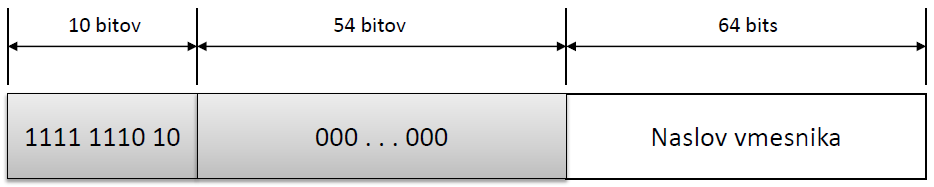 10 bitov
54 bitov
64 bits
1111 1110 10
000 . . . 000
Naslov vmesnika